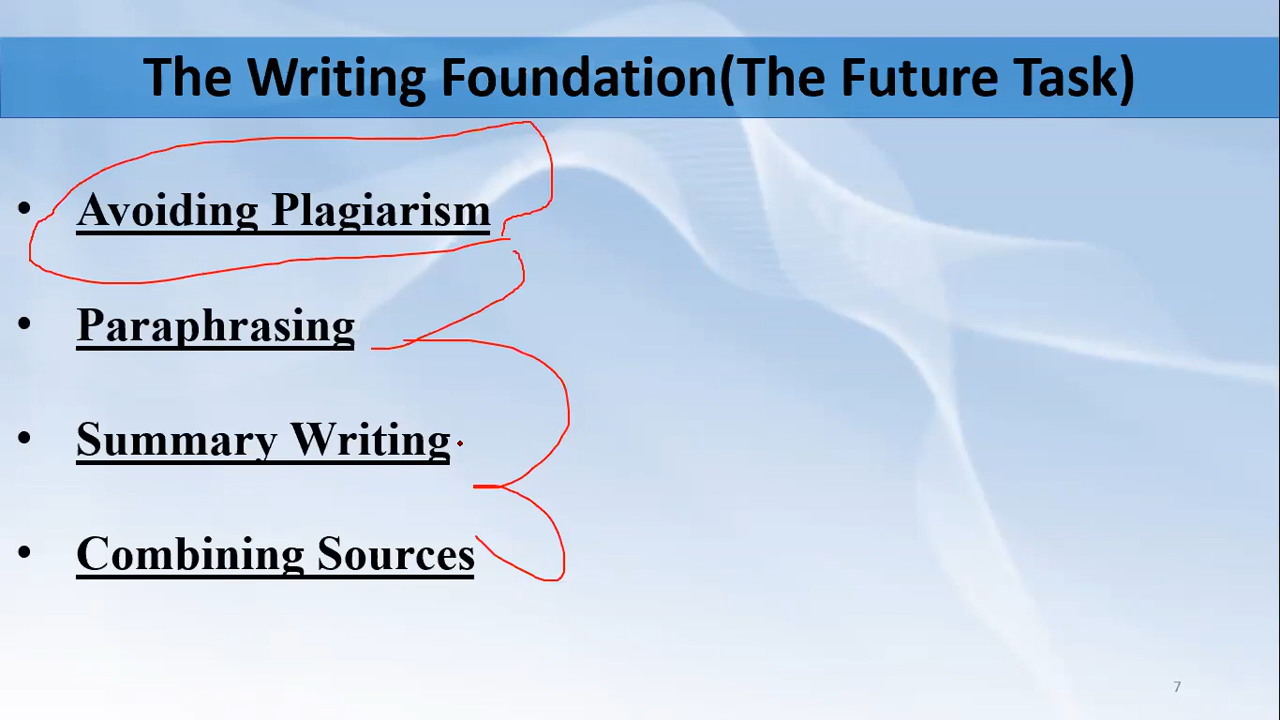 The Writing Foundation(The Future Task)
• Avoiding Plagiarism
• Paraphrasing
• Summary Writing
• Combining Sources
7